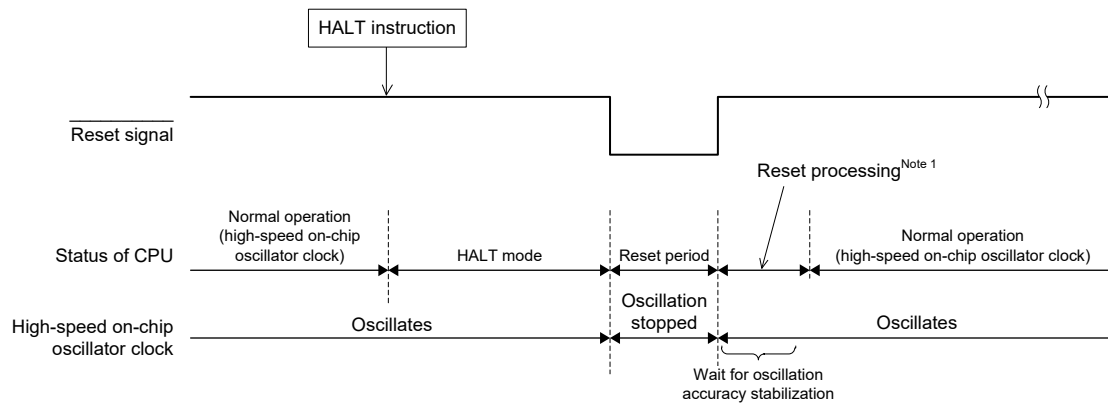 HALT instruction
Reset signal
Reset processing Note 1
Normal operation
(high-speed on-chip
oscillator clock)
Status of CPU
HALT mode
Reset period
Normal operation
(high-speed on-chip oscillator clock)
High-speed on-chip
oscillator clock
Oscillates
Oscillation
stopped
Oscillates
Wait for oscillation
accuracy stabilization